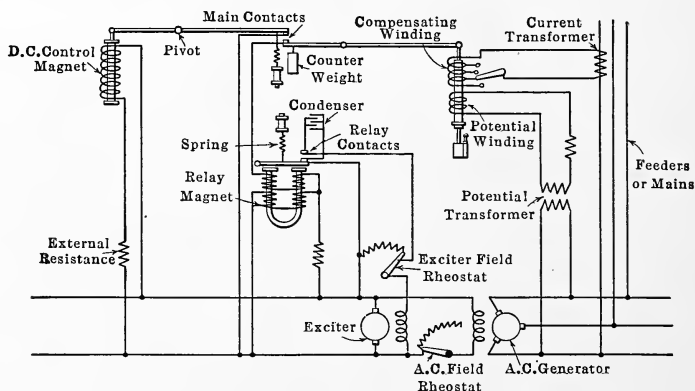 Main Contacts
Compensating
Winding
Current
Transformer
D.C.Control
Magnet
Pivot
Counter
Weight
Condenser
Spring
Relay
Contacts
Potential
Winding
Feeders
or Mains
Relay
Magnet
Potential
Transformer
External
Resistance
Exciter Field
Rheostat
Exciter
A.C.Field
Rheostat
A.C.Generator